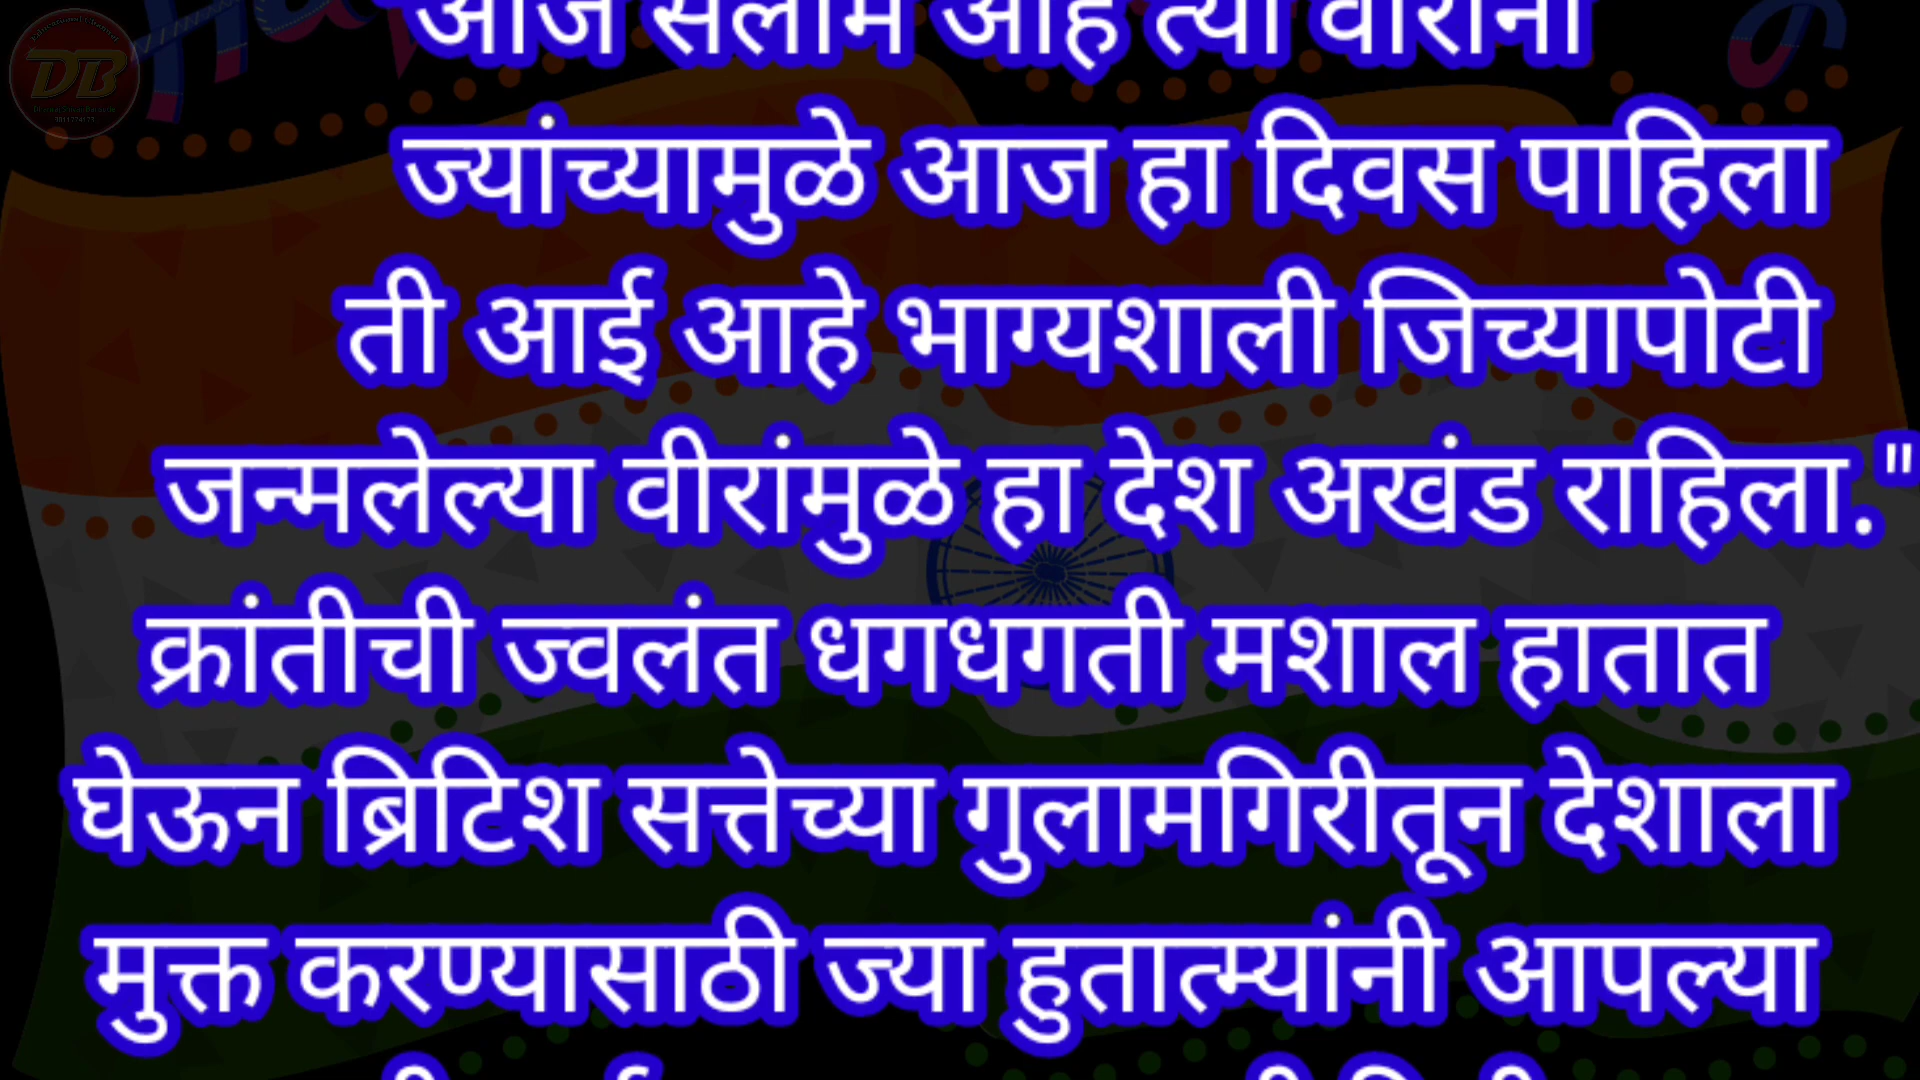 आज सलाम आहे त्या वीरांना
ज्यांच्यामुळे आज हा दिवस पाहिला
ती आई आहे भाग्यशाली जिच्यापोटी
जन्मलेल्या वीरांमुळे हा देश अखंड राहिला."
क्रांतीची ज्वलंत धगधगती मशाल हातात
घेऊन ब्रिटिश सत्तेच्या गुलामगिरीतून देशाला
मुक्त करण्यासाठी ज्या हुतात्म्यांनी आपल्या
DB